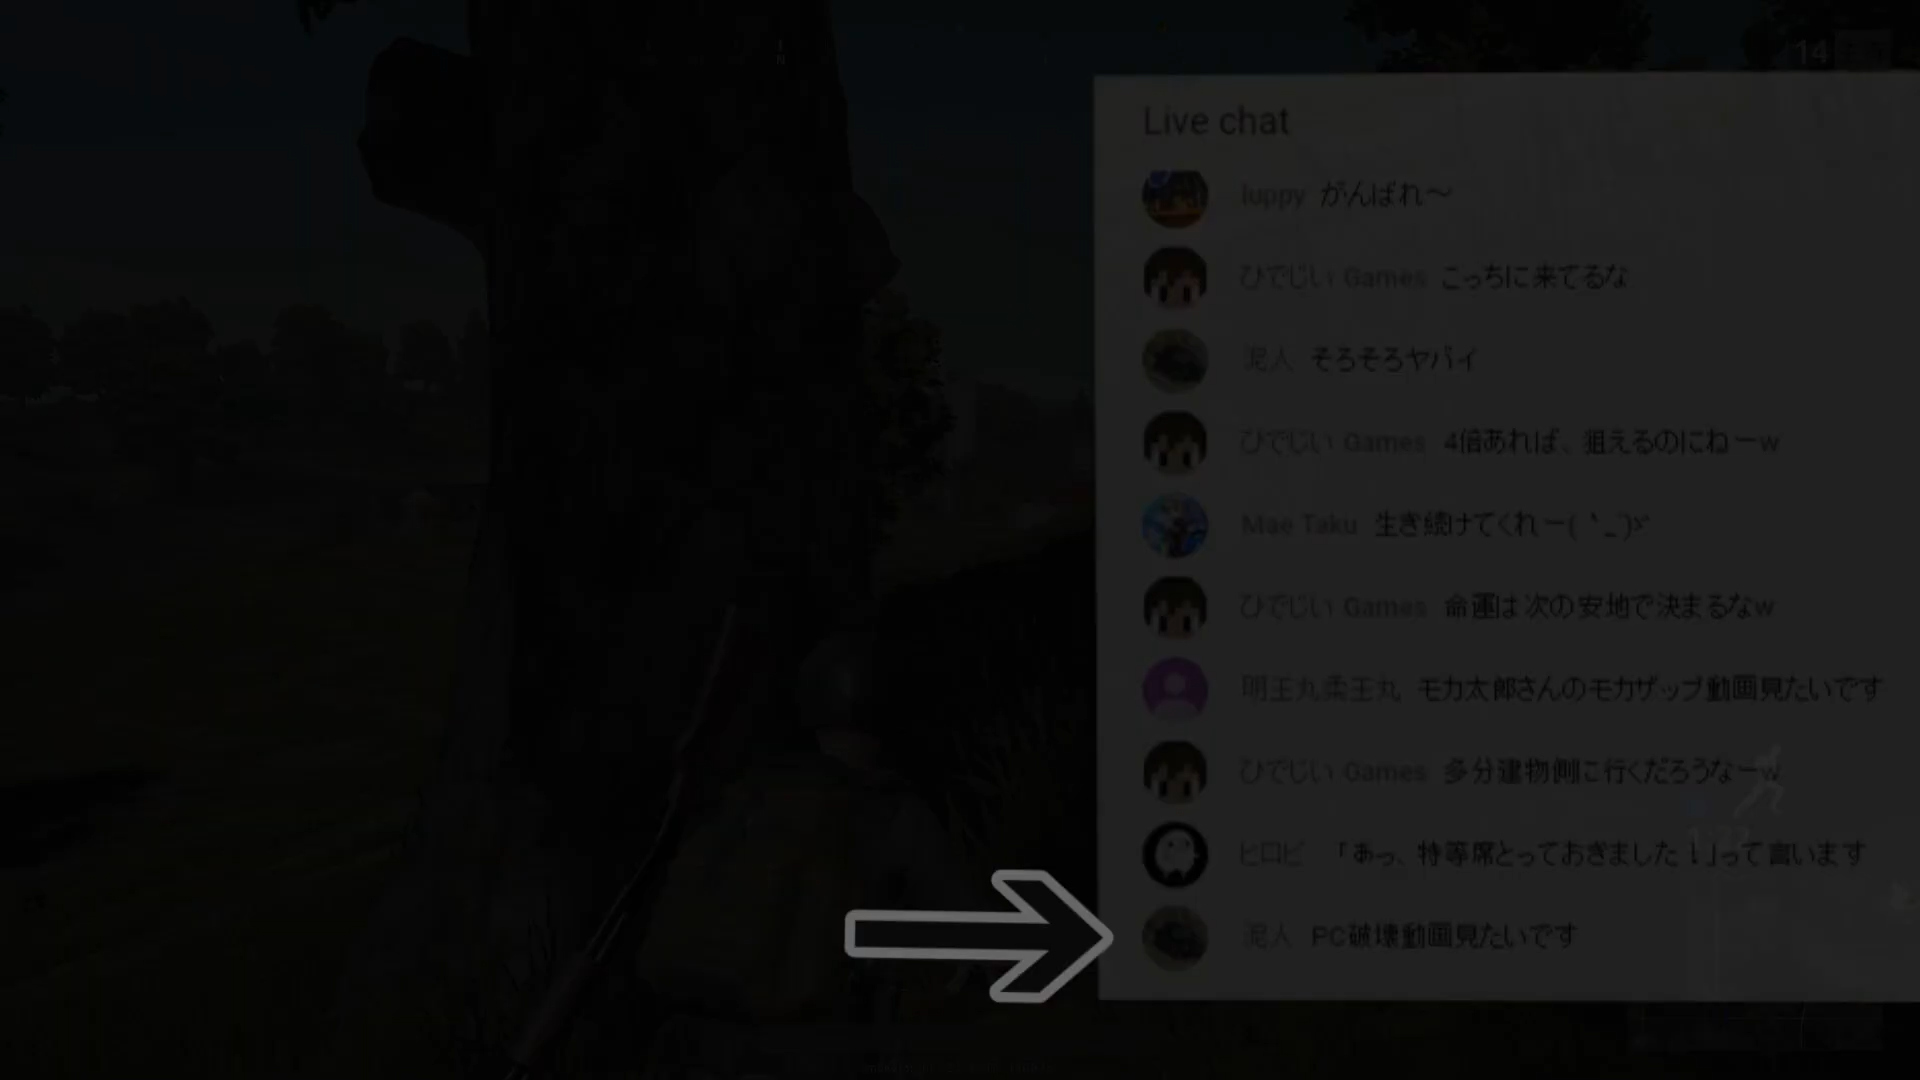 N
14
Live chat
luppy がんばれ～
ひでじい Games こっちに来てるな
泥人 そろそろヤバイ
ひでじい Games 4倍あれば、狙えるのにねーw
Mae Taku 生き続けてくれー( ｀_´)ゞ
ひでじい Games 命運は次の安地で決まるなw
明王丸柔王丸 モカ太郎さんのモカザップ動画見たいです
ひでじい Games 多分建物側に行くだろうなーw
ヒロビ 「あっ、特等席とっておきました！」って言います
泥人 PC破壊動画見たいです